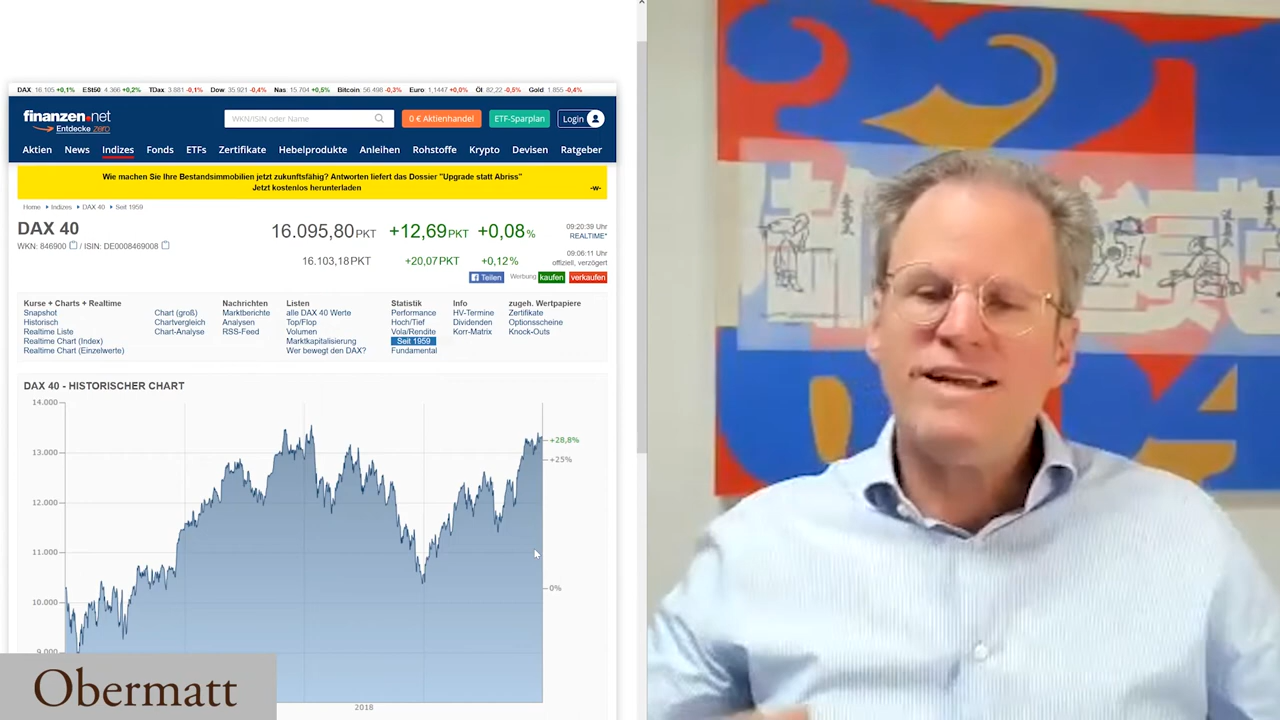 DAX 16.105 +0,1% ESt50 4.366 +0,2% TDax 3.881 -0,1% Dow 35.921 -0,4% Nas 15.704 +0,5% Bitcoin 56.498 -0,3% Euro 1,1447 +0,0% Öl 82,22 -0,5% Gold 1.855 -0,4%
finanzen.net
Entdecke zero
WKN/ISIN oder Name
0 € Aktienhandel
ETF-Sparplan
Login
Aktien News Indizes Fonds ETFs Zertifikate Hebelprodukte Anleihen Rohstoffe Krypto Devisen Ratgeber
Wie machen Sie Ihre Bestandsimmobilien jetzt zukunftsfähig? Antworten liefert das Dossier "Upgrade statt Abriss"
Jetzt kostenlos herunterladen
-w-
Home Indizes DAX 40 Seit 1959
DAX 40
WKN: 846900 / ISIN: DE0008469008
16.095,80 PKT +12,69 PKT +0,08 %
09:20:39 Uhr
REALTIME*
16.103,18 PKT +20,07 PKT +0,12 %
09:06:11 Uhr
offiziell, verzögert
Teilen Werbung kaufen verkaufen
Kurse + Charts + Realtime Nachrichten Listen Statistik Info zugeh. Wertpapiere
Snapshot Chart (groß) Marktberichte alle DAX 40 Werte Performance HV-Termine Zertifikate
Historisch Chartvergleich Analysen Top/Flop Hoch/Tief Dividenden Optionsscheine
Realtime Liste Chart-Analyse RSS-Feed Volumen Vola/Rendite Korr-Matrix Knock-Outs
Realtime Chart (Index) Marktkapitalisierung Seit 1959
Realtime Chart (Einzelwerte) Wer bewegt den DAX? Fundamental
DAX 40 - HISTORISCHER CHART
14.000
+28,8%
13.000
+25%
12.000
11.000
0%
10.000
9.000
2018
Obermatt